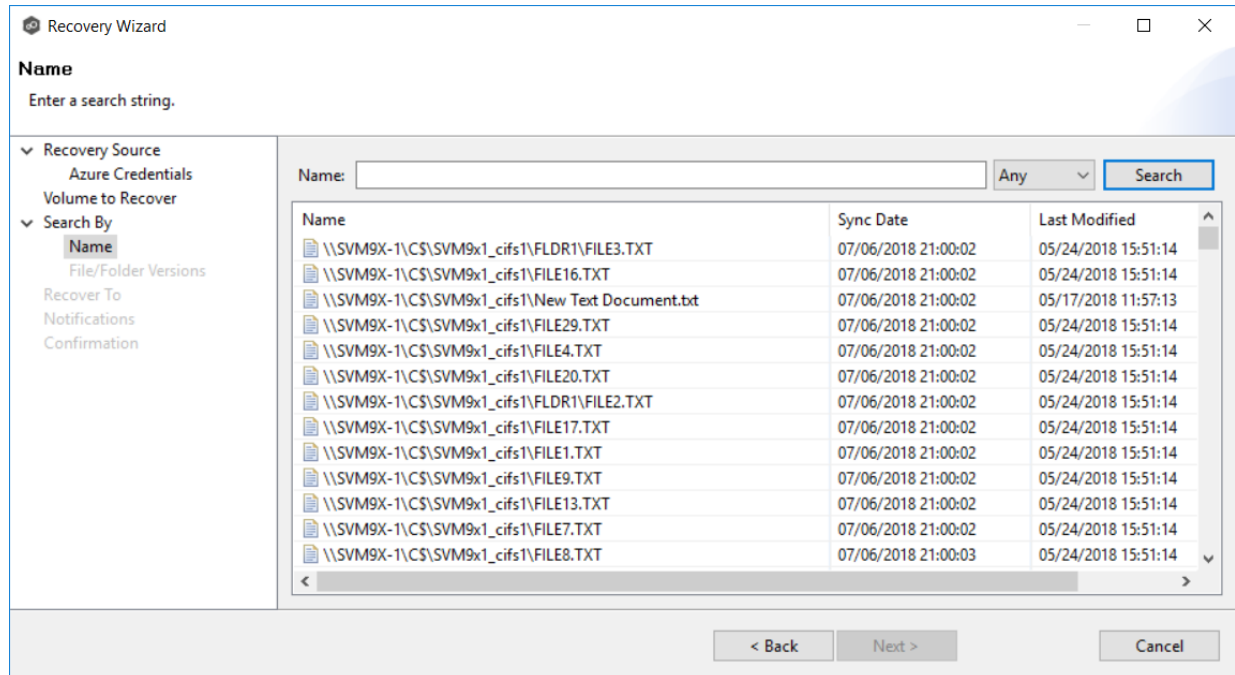 Recovery Wizard
Name
Enter a search string.
Recovery Source
Azure Credentials
Volume to Recover
Search By
Name
File/Folder Versions
Recover To
Notifications
Confirmation
Name: Any Search
Name Sync Date Last Modified
\\SVM9X-1\C$\SVM9x1_cifs1\FLDR1\FILE3.TXT 07/06/2018 21:00:02 05/24/2018 15:51:14
\\SVM9X-1\C$\SVM9x1_cifs1\FILE16.TXT 07/06/2018 21:00:02 05/24/2018 15:51:14
\\SVM9X-1\C$\SVM9x1_cifs1\New Text Document.txt 07/06/2018 21:00:02 05/17/2018 11:57:13
\\SVM9X-1\C$\SVM9x1_cifs1\FILE29.TXT 07/06/2018 21:00:02 05/24/2018 15:51:14
\\SVM9X-1\C$\SVM9x1_cifs1\FILE4.TXT 07/06/2018 21:00:02 05/24/2018 15:51:14
\\SVM9X-1\C$\SVM9x1_cifs1\FILE20.TXT 07/06/2018 21:00:02 05/24/2018 15:51:14
\\SVM9X-1\C$\SVM9x1_cifs1\FLDR1\FILE2.TXT 07/06/2018 21:00:02 05/24/2018 15:51:14
\\SVM9X-1\C$\SVM9x1_cifs1\FILE17.TXT 07/06/2018 21:00:02 05/24/2018 15:51:14
\\SVM9X-1\C$\SVM9x1_cifs1\FILE1.TXT 07/06/2018 21:00:02 05/24/2018 15:51:14
\\SVM9X-1\C$\SVM9x1_cifs1\FILE9.TXT 07/06/2018 21:00:02 05/24/2018 15:51:14
\\SVM9X-1\C$\SVM9x1_cifs1\FILE13.TXT 07/06/2018 21:00:02 05/24/2018 15:51:14
\\SVM9X-1\C$\SVM9x1_cifs1\FILE7.TXT 07/06/2018 21:00:02 05/24/2018 15:51:14
\\SVM9X-1\C$\SVM9x1_cifs1\FILE8.TXT 07/06/2018 21:00:03 05/24/2018 15:51:14
< Back Next > Cancel